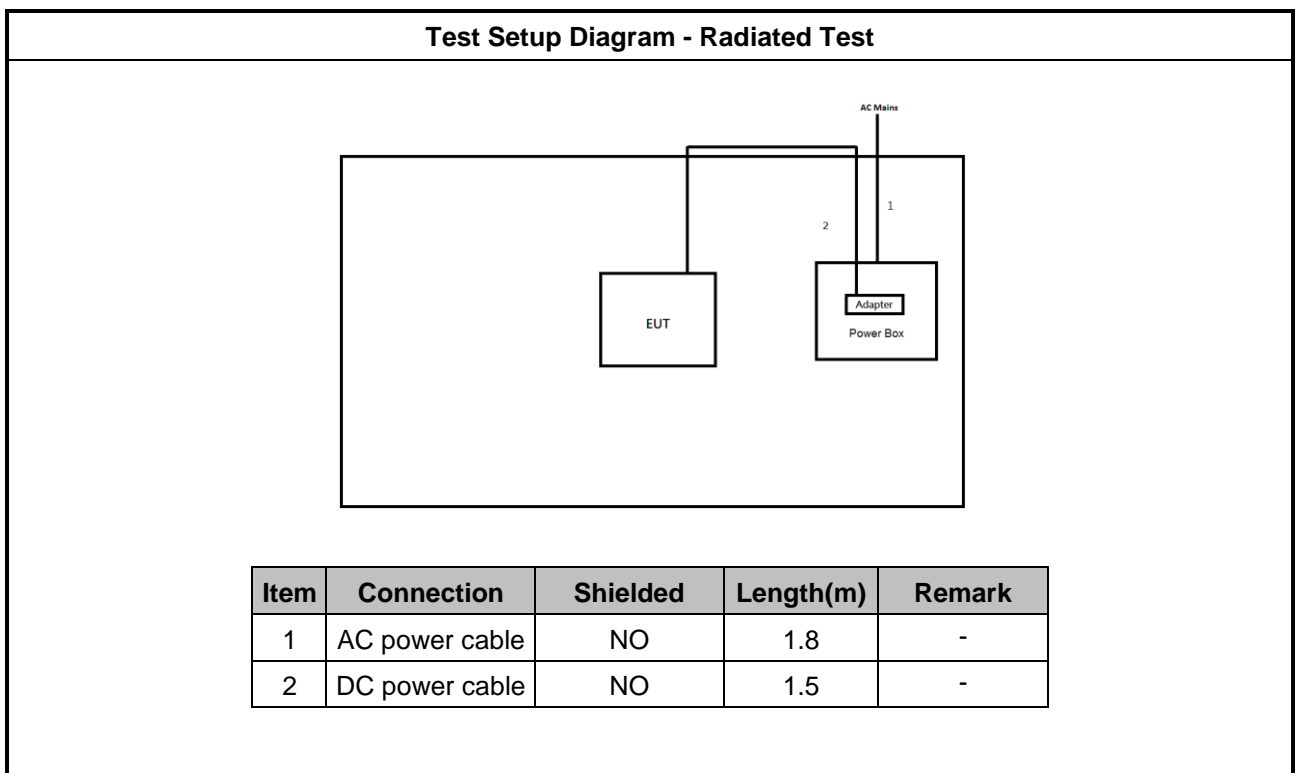 Test Setup Diagram - Radiated Test
AC Mains
1
2
EUT
Adapter
Power Box
Item Connection Shielded Length(m) Remark
1 AC power cable NO 1.8 -
2 DC power cable NO 1.5 -